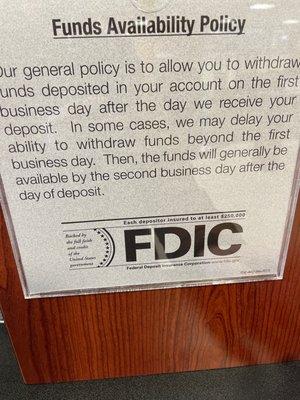 Funds Availability Policy
Our general policy is to allow you to withdraw
funds deposited in your account on the first
business day after the day we receive your
deposit. In some cases, we may delay your
ability to withdraw funds beyond the first
business day. Then, the funds will generally be
available by the second business day after the
day of deposit.
Each depositor insured to at least $250,000
Backed by
the full faith
and credit
of the
United States
government
FDIC
Federal Deposit Insurance Corporation www.fdic.gov